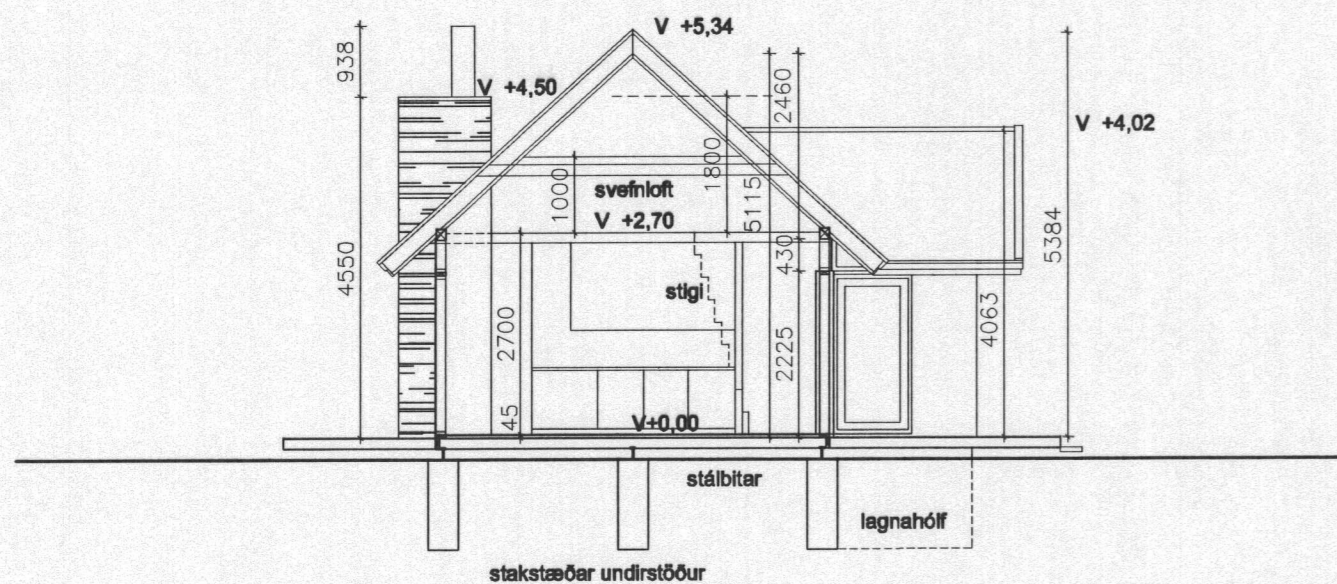 V +5,34
938
V +4,50
2460
V +4,02
1000
svefnloft
1800
5115
V +2,70
4550
430
5384
stigi
2700
2225
4063
45
V+0,00
stálbitar
lagnahólf
stakstæðar undirstöður